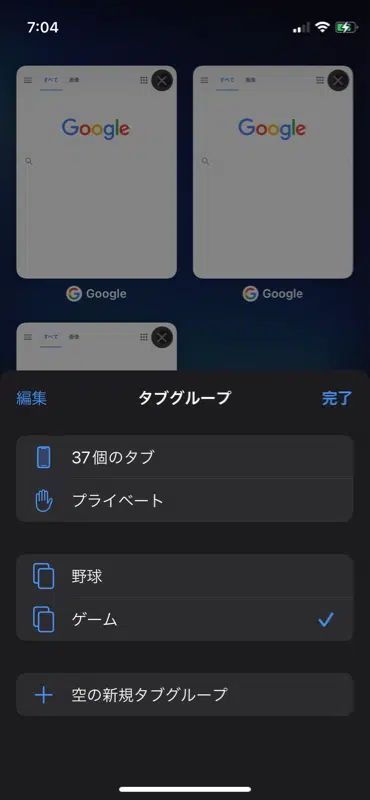 7:04
すべて 画像
すべて 画像
Google
Google
Google
Google
すべて 画像
編集 タブグループ 完了
37個のタブ
プライベート
野球
ゲーム
空の新規タブグループ